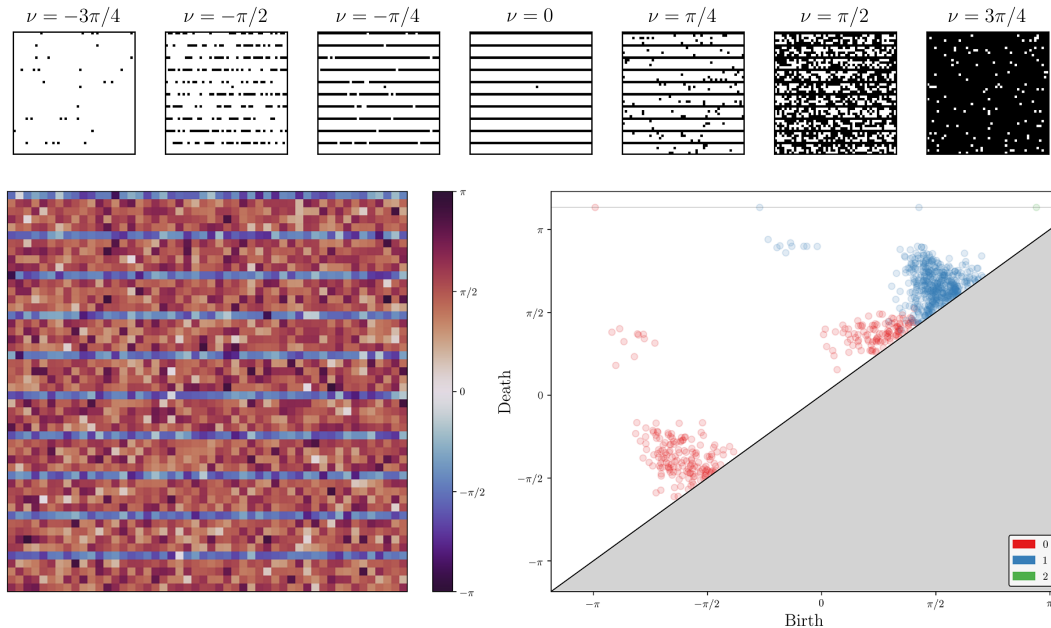 ν = −3π/4
ν = −π/2
ν = −π/4
ν = 0
ν = π/4
ν = π/2
ν = 3π/4
π
π/2
0
−π/2
−π
Death
π
π/2
0
−π/2
−π
−π
−π/2
0
π/2
π
Birth
0
1
2